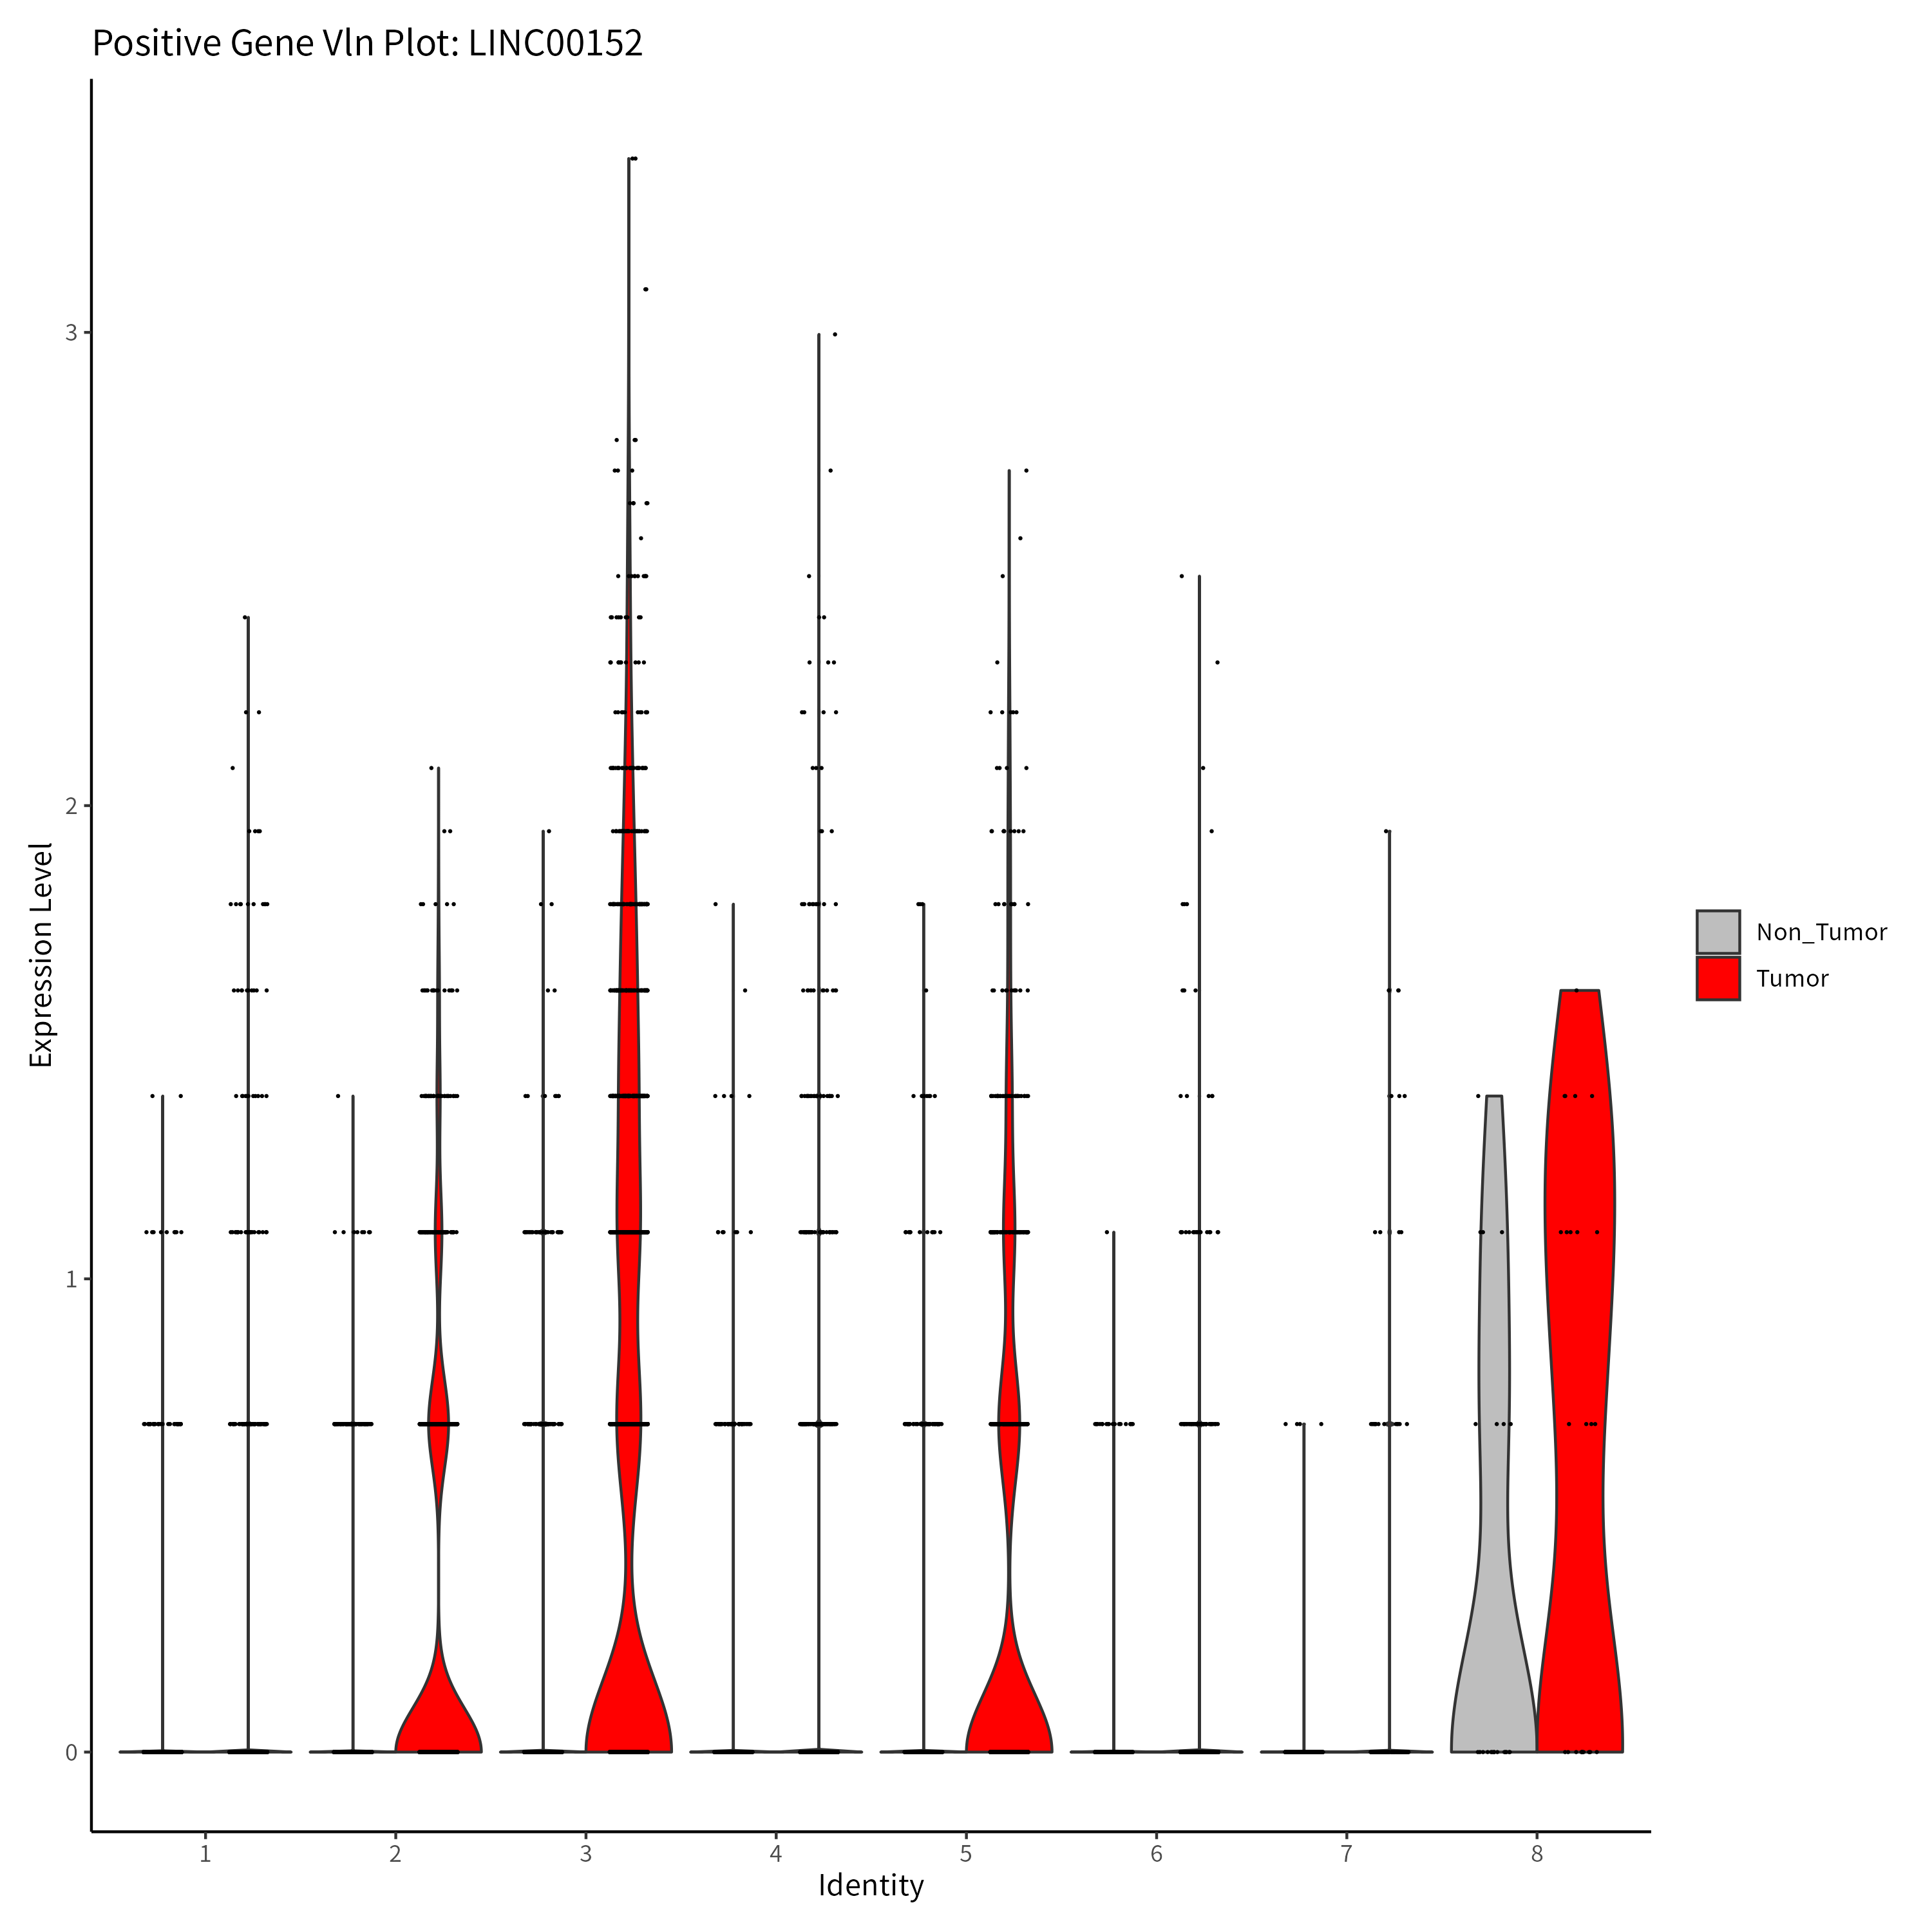 Positive Gene Vln Plot: LINC00152
Expression Level
3
2
1
0
1 2 3 4 5 6 7 8
Identity
Non_Tumor
Tumor